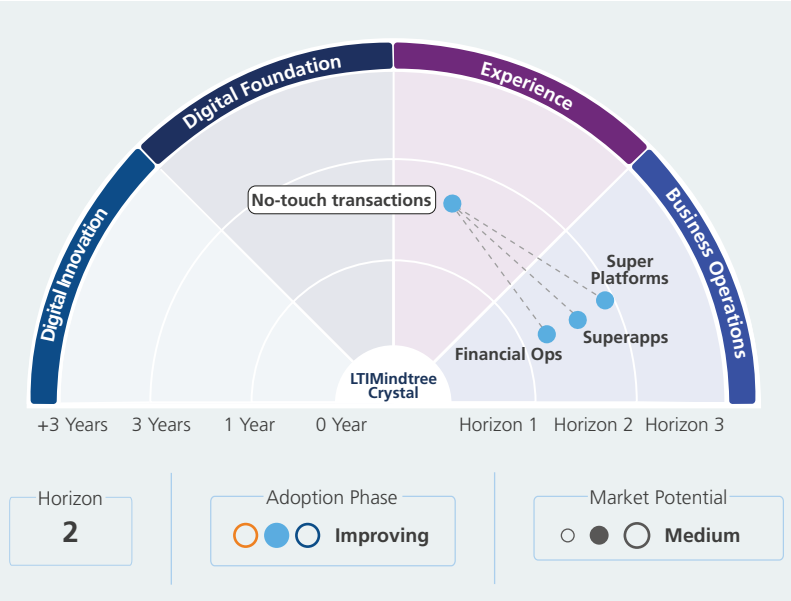 Digital Foundation
Experience
Digital Innovation
Business Operations
No-touch transactions
Super
Platforms
Superapps
Financial Ops
LTIMindtree
Crystal
+3 Years
3 Years
1 Year
0 Year
Horizon 1
Horizon 2
Horizon 3
Horizon
2
Adoption Phase
Improving
Market Potential
Medium